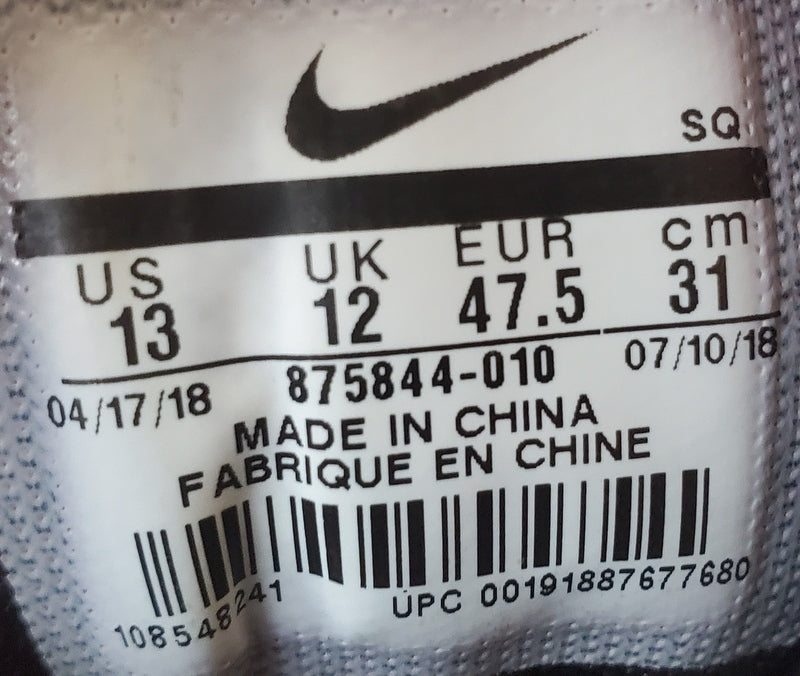 SQ
US UK EUR cm
13 12 47.5 31
04/17/18 875844-010 07/10/18
MADE IN CHINA
FABRIQUE EN CHINE
108548241 UPC 00191887677680